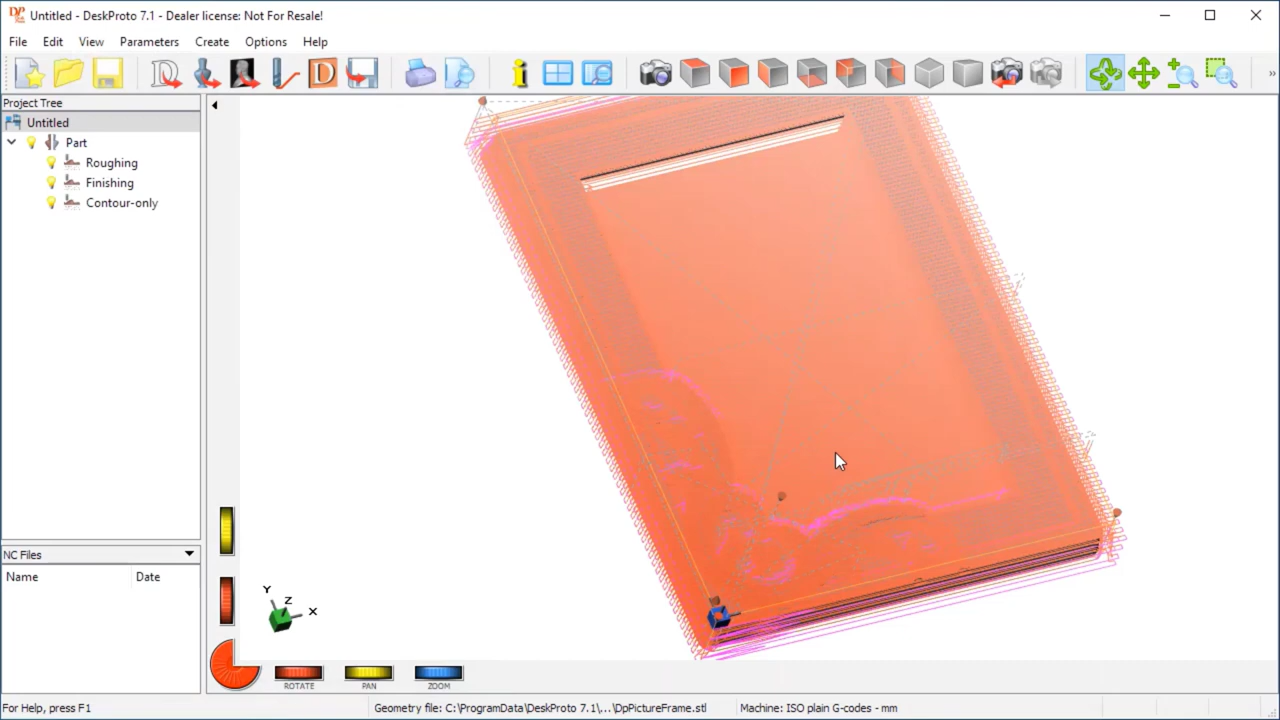 Untitled - DeskProto 7.1 - Dealer license: Not For Resale!
File Edit View Parameters Create Options Help
Project Tree
Untitled
Part
Roughing
Finishing
Contour-only
NC Files
Name Date
Y
Z
X
ROTATE PAN ZOOM
For Help, press F1 Geometry file: C:\ProgramData\DeskProto 7.1\...\DpPictureFrame.stl Machine: ISO plain G-codes - mm